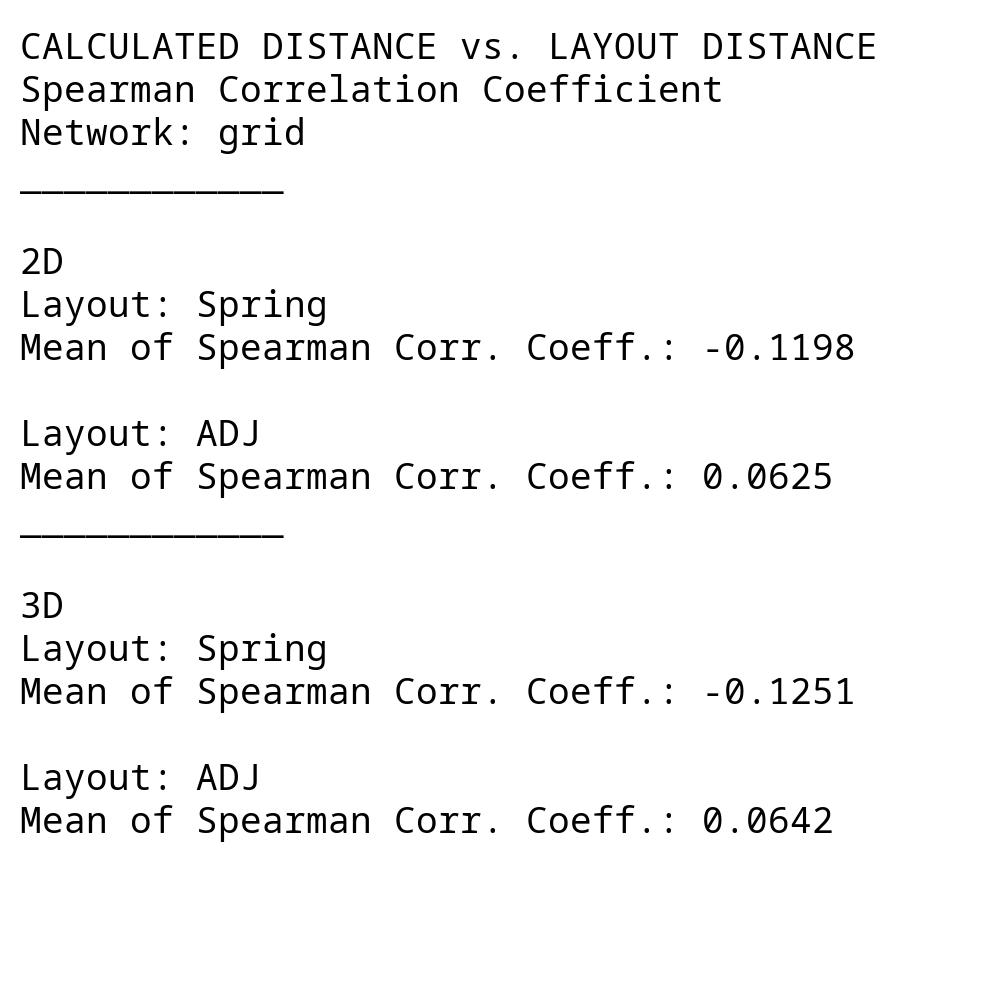 CALCULATED DISTANCE vs. LAYOUT DISTANCE
Spearman Correlation Coefficient
Network: grid
____________
2D
Layout: Spring
Mean of Spearman Corr. Coeff.: -0.1198
Layout: ADJ
Mean of Spearman Corr. Coeff.: 0.0625
____________
3D
Layout: Spring
Mean of Spearman Corr. Coeff.: -0.1251
Layout: ADJ
Mean of Spearman Corr. Coeff.: 0.0642